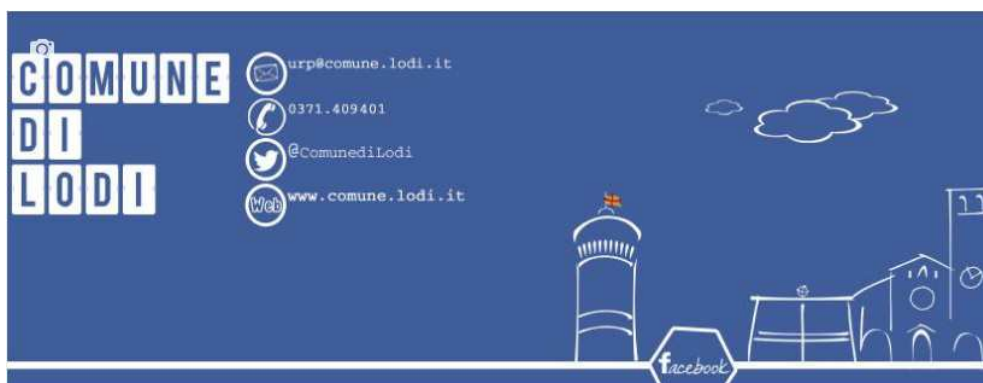 COMUNE
DI
LODI
urp@comune.lodi.it
0371.409401
@ComunediLodi
Web
www.comune.lodi.it
facebook